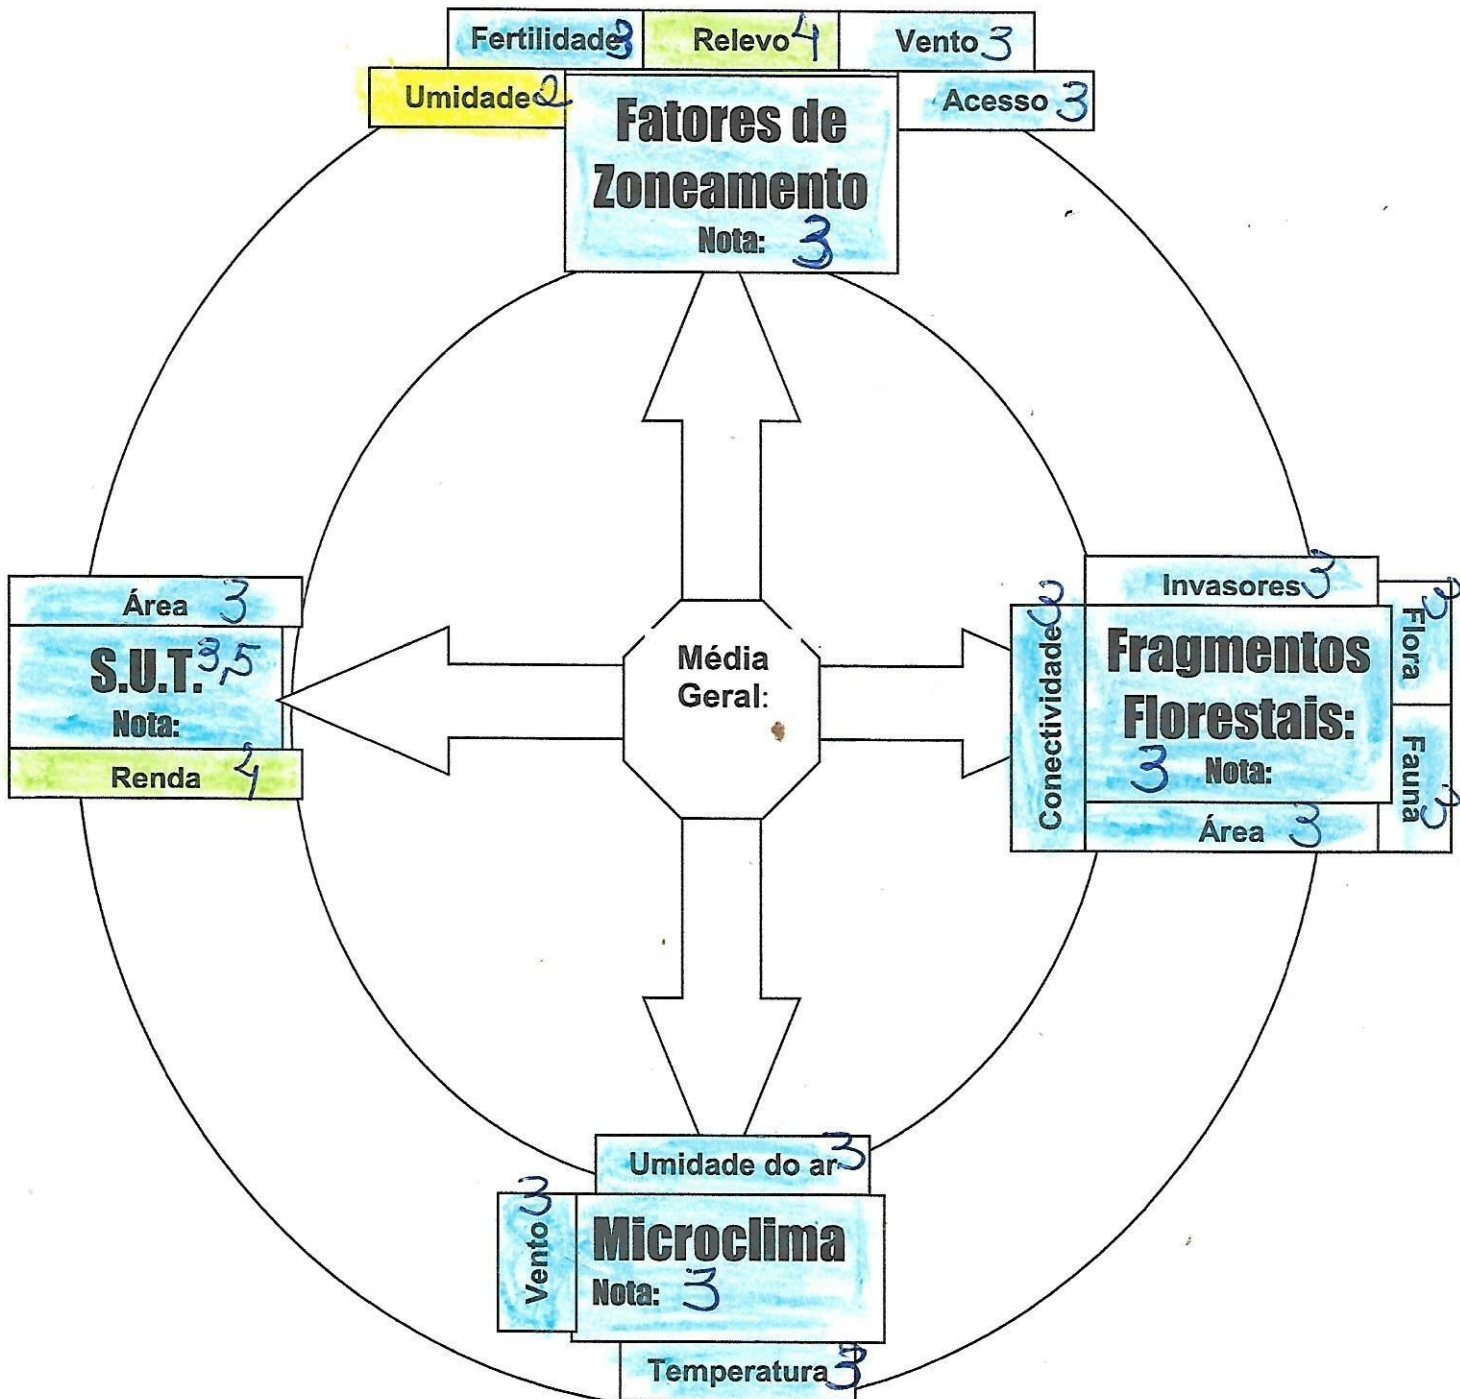 Fertilidade 3
Relevo 4
Vento 3
Umidade 2
Acesso 3
Fatores de
Zoneamento
Nota: 3
Área 3
S.U.T. 3,5
Nota:
Renda 4
Média
Geral:
Invasores 3
Conectividade 3
Fragmentos
Florestais:
3 Nota:
Flora 3
Fauna 3
Área 3
Umidade do ar 3
Vento 3
Microclima
Nota: 3
Temperatura 3